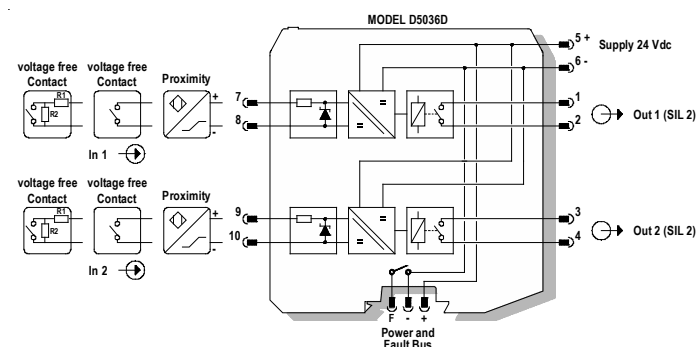 MODEL D5036D
5 +
Supply 24 Vdc
6 -
voltage free
Contact
voltage free
Contact
Proximity
R1
R2
+
-
7
8
=
=
1
2
Out 1 (SIL 2)
In 1
voltage free
Contact
voltage free
Contact
Proximity
R1
R2
+
-
9
10
=
=
3
4
Out 2 (SIL 2)
In 2
F - +
Power and
Fault Bus